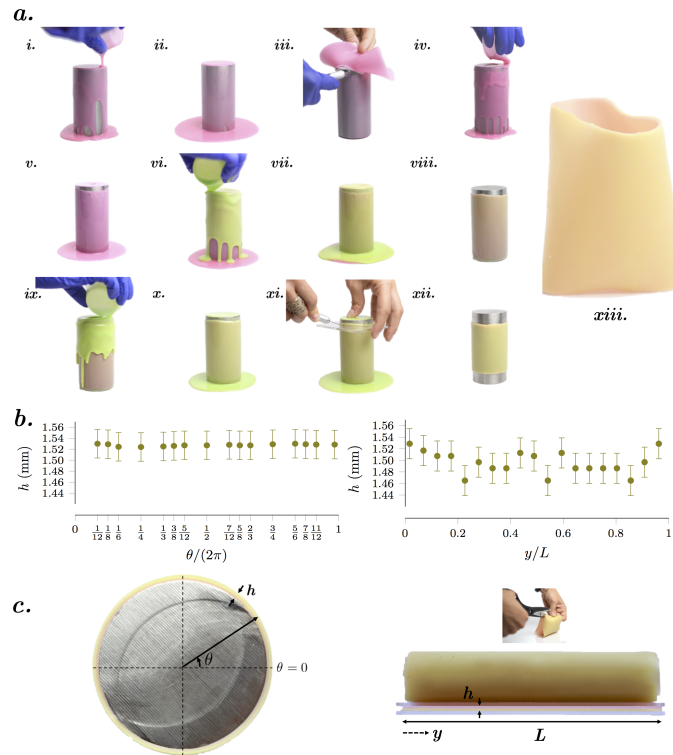 a.
i. ii. iii. iv.
v. vi. vii. viii.
ix. x. xi. xii.
xiii.
b.
h (mm)
1.56
1.54
1.52
1.50
1.48
1.46
1.44
0 1/12 1/8 1/6 1/4 1/3 3/8 5/12 1/2 7/12 5/8 2/3 3/4 5/6 7/8 11/12 1
θ/(2π)
h (mm)
1.56
1.54
1.52
1.50
1.48
1.46
1.44
0 0.2 0.4 0.6 0.8 1
y/L
c.
h
θ
θ = 0
h
y
L